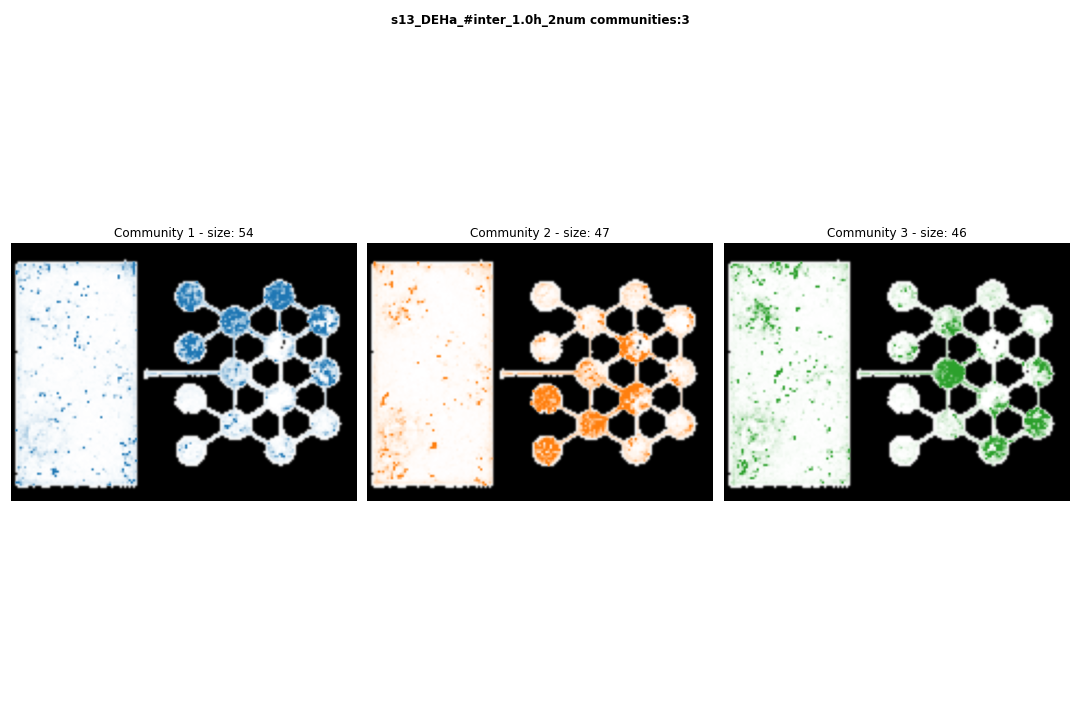 s13_DEHa_#inter_1.0h_2num communities:3
Community 1 - size: 54
Community 2 - size: 47
Community 3 - size: 46